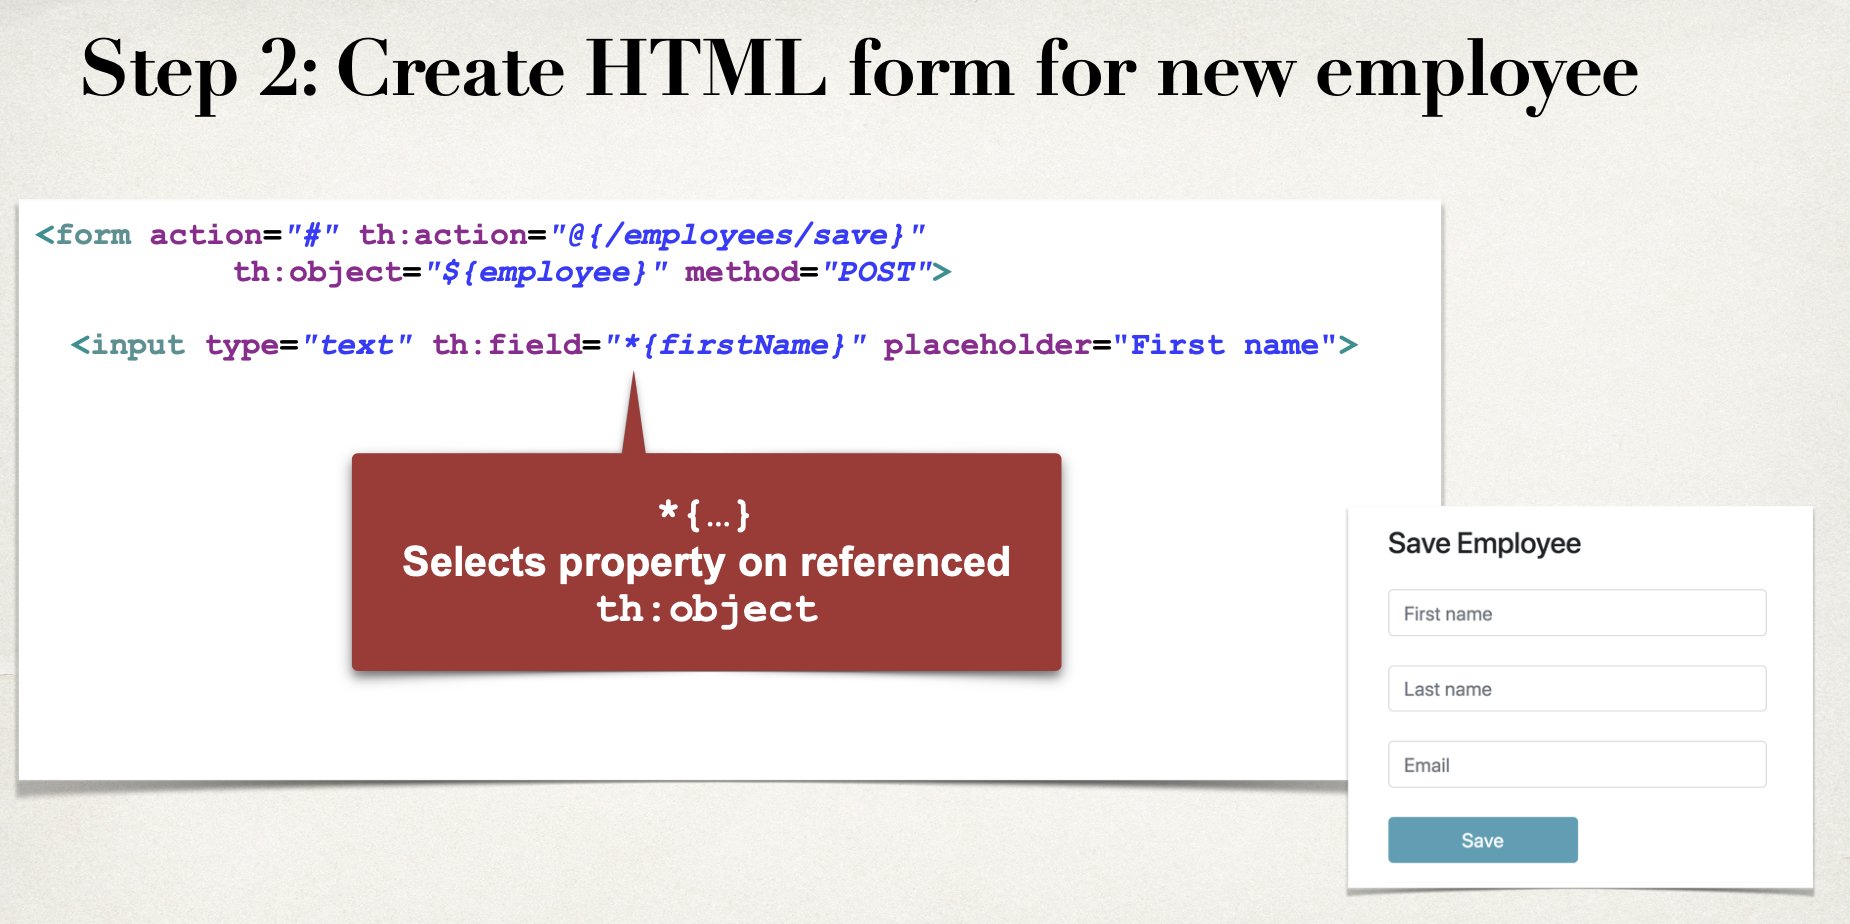 Step 2: Create HTML form for new employee
<form action="#" th:action="@{/employees/save}"
th:object="${employee}" method="POST">
<input type="text" th:field="*{firstName}" placeholder="First name">
*{…}
Selects property on referenced
th:object
Save Employee
First name
Last name
Email
Save